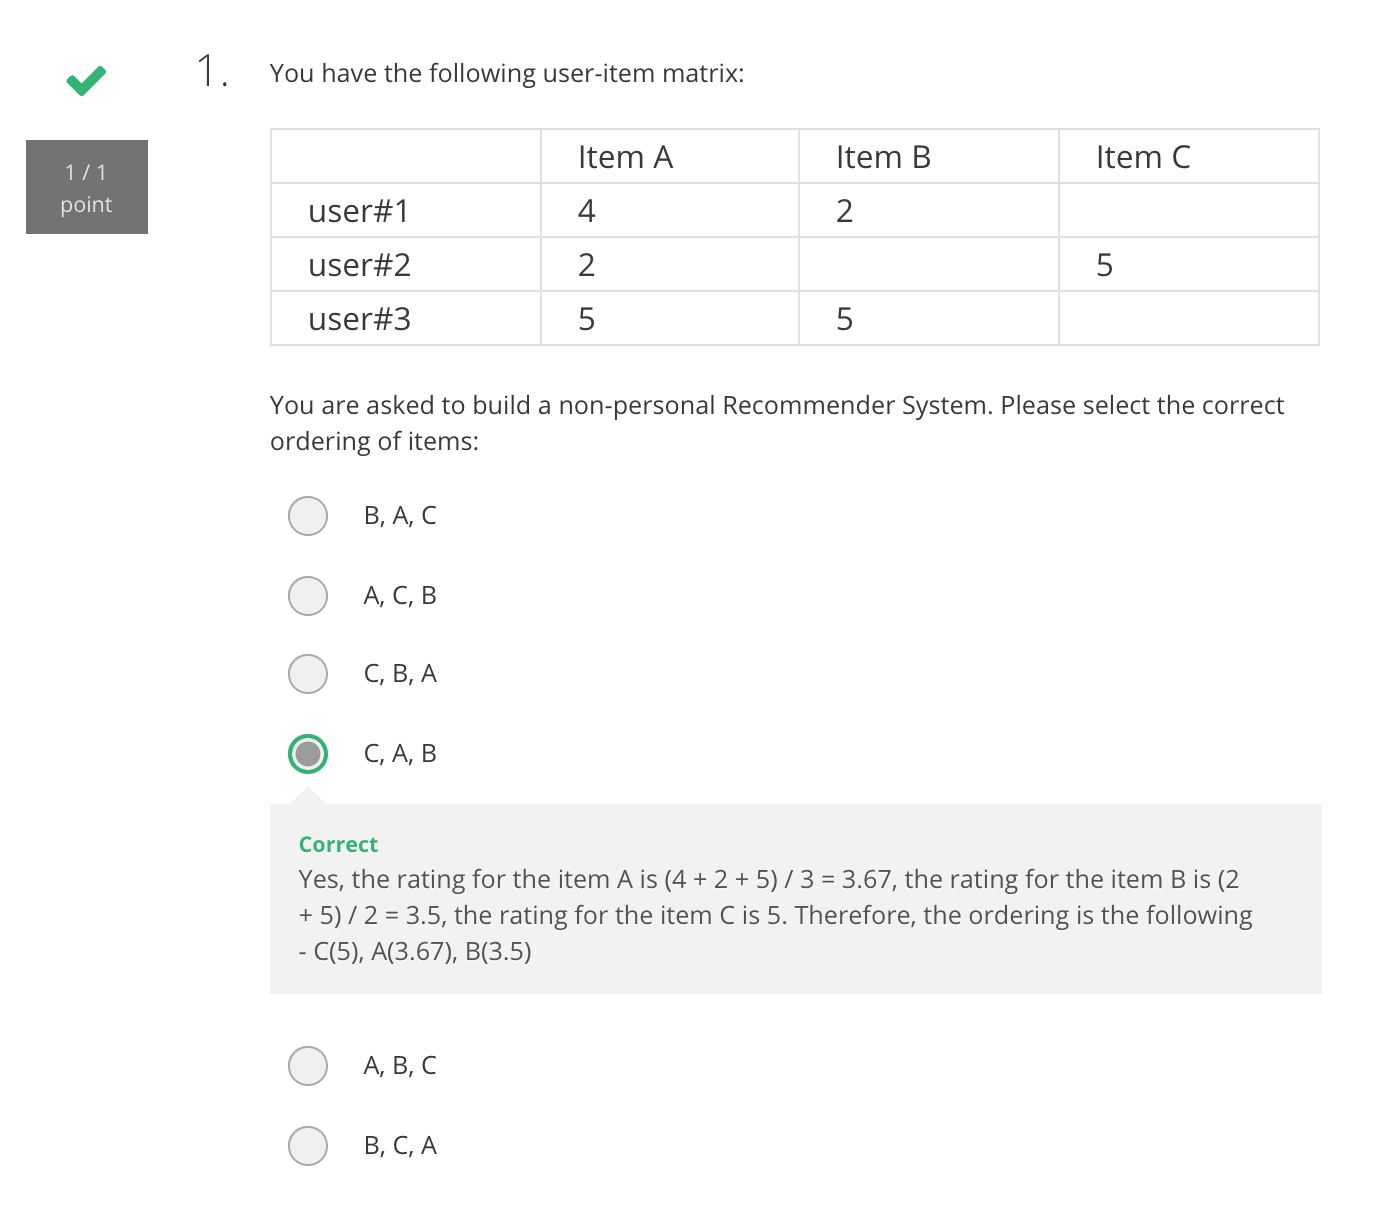 1. You have the following user-item matrix:
1 / 1
point
Item A Item B Item C
user#1 4 2
user#2 2 5
user#3 5 5
You are asked to build a non-personal Recommender System. Please select the correct
ordering of items:
B, A, C
A, C, B
C, B, A
C, A, B
Correct
Yes, the rating for the item A is (4 + 2 + 5) / 3 = 3.67, the rating for the item B is (2
+ 5) / 2 = 3.5, the rating for the item C is 5. Therefore, the ordering is the following
- C(5), A(3.67), B(3.5)
A, B, C
B, C, A